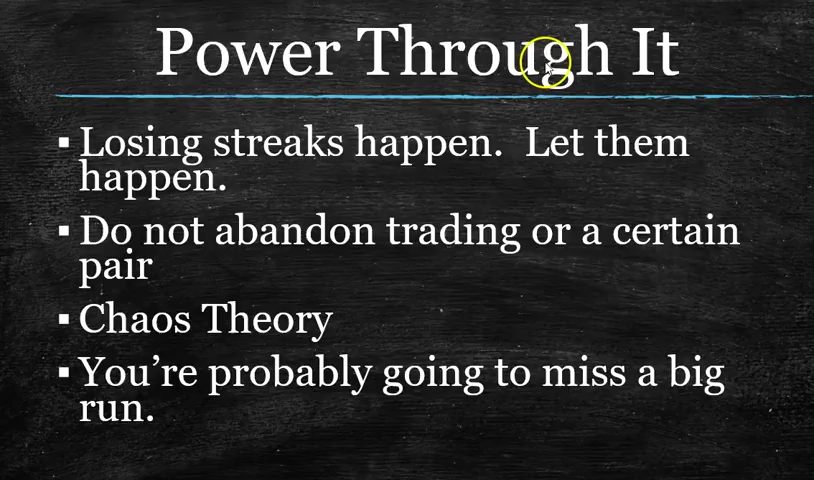 Power Through It
▪ Losing streaks happen.  Let them
happen.
▪ Do not abandon trading or a certain
pair
▪ Chaos Theory
▪ You’re probably going to miss a big
run.